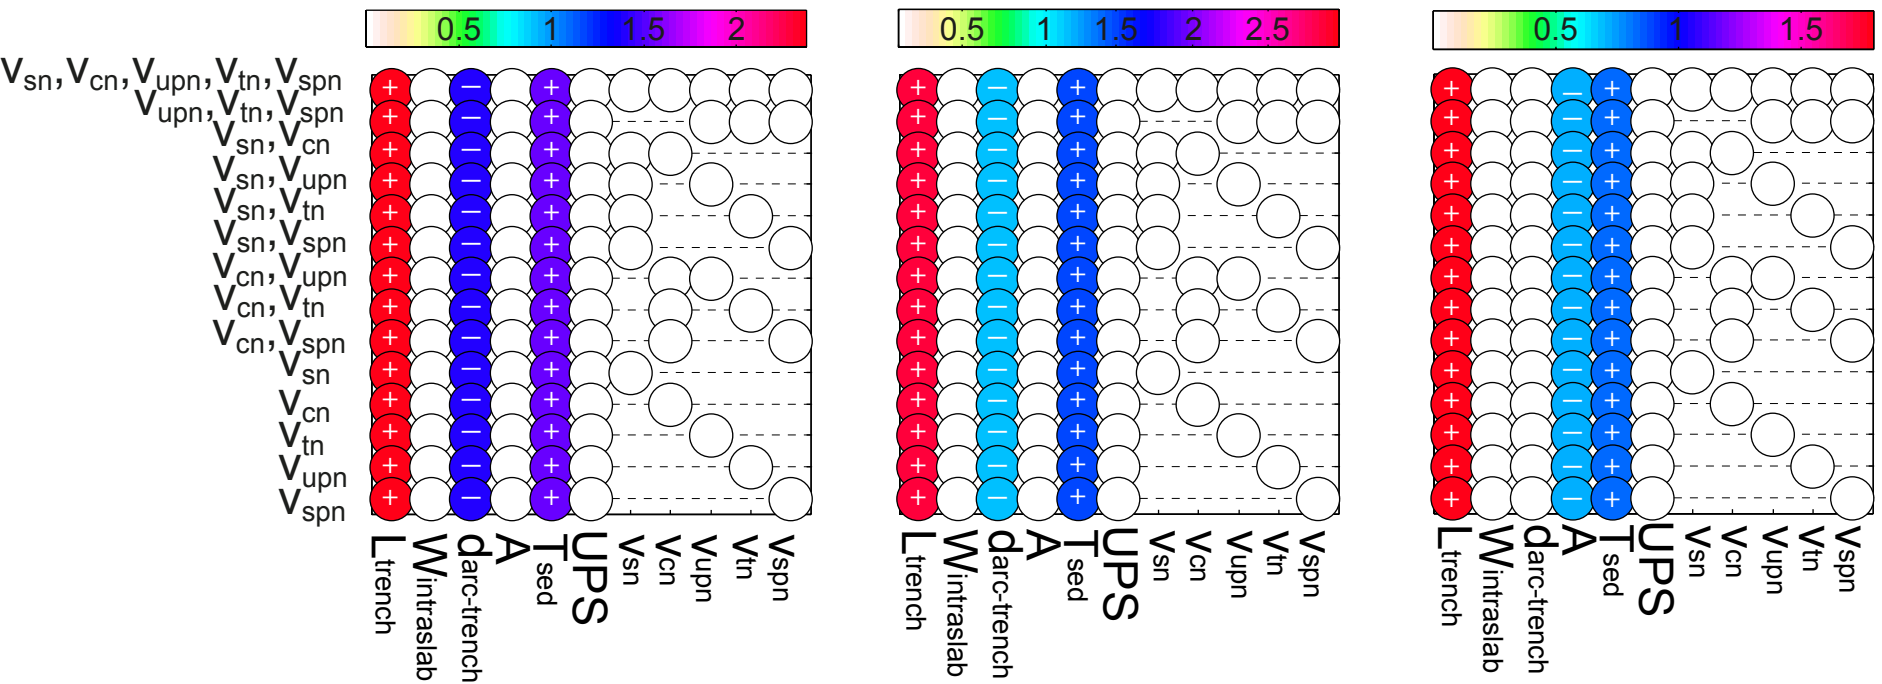 0.5 1 1.5 2
0.5 1 1.5 2 2.5
0.5 1 1.5
Vsn,Vcn,Vupn,Vtn,Vspn
Vupn,Vtn,Vspn
Vsn,Vcn
Vsn,Vupn
Vsn,Vtn
Vsn,Vspn
Vcn,Vupn
Vcn,Vtn
Vcn,Vspn
Vsn
Vcn
Vtn
Vupn
Vspn
Ltrench
Wintraslab
darc-trench
A
Tsed
UPS
Vsn
Vcn
Vupn
Vtn
Vspn
Ltrench
Wintraslab
darc-trench
A
Tsed
UPS
Vsn
Vcn
Vupn
Vtn
Vspn
Ltrench
Wintraslab
darc-trench
A
Tsed
UPS
Vsn
Vcn
Vupn
Vtn
Vspn